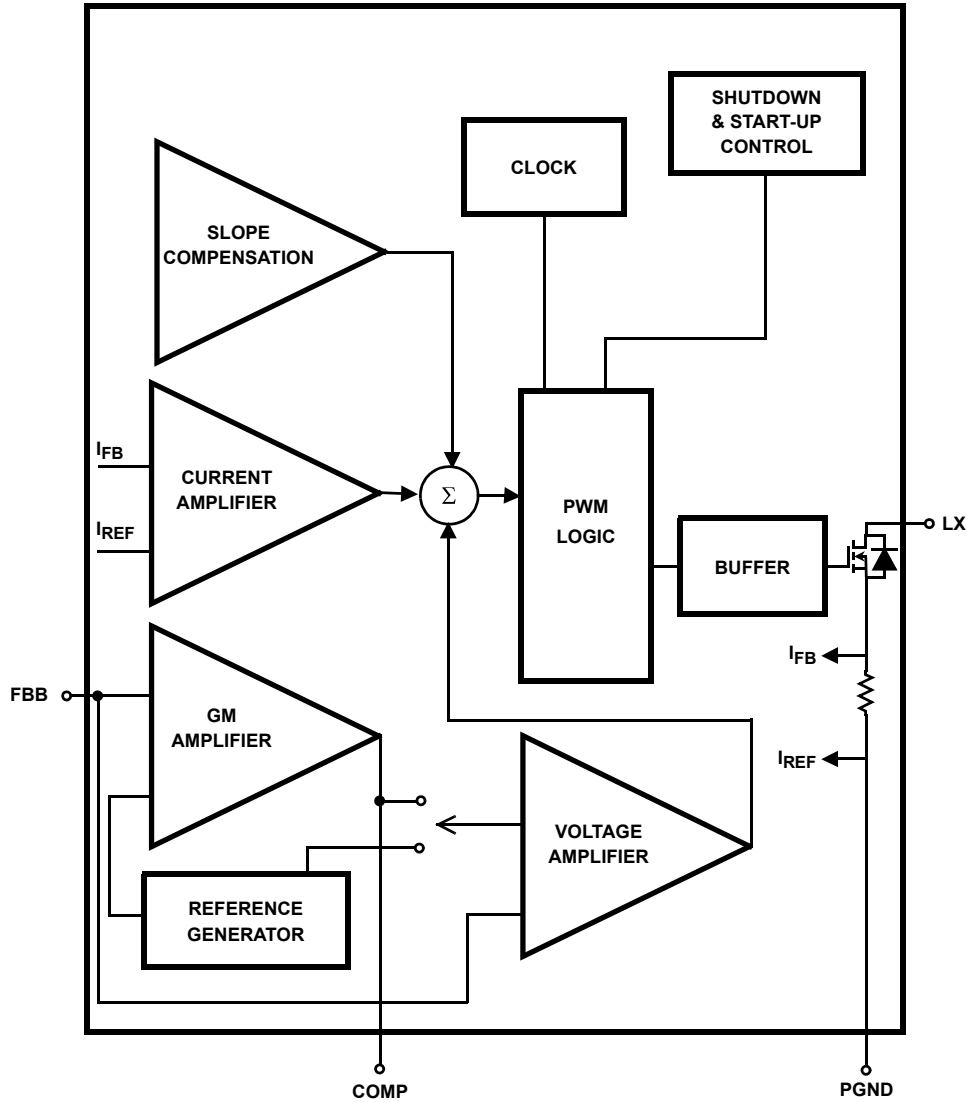 SHUTDOWN
& START-UP
CONTROL
CLOCK
SLOPE
COMPENSATION
IFB
CURRENT
AMPLIFIER
IREF
Σ
PWM
LOGIC
LX
BUFFER
IFB
FBB
GM
AMPLIFIER
IREF
VOLTAGE
AMPLIFIER
REFERENCE
GENERATOR
COMP
PGND